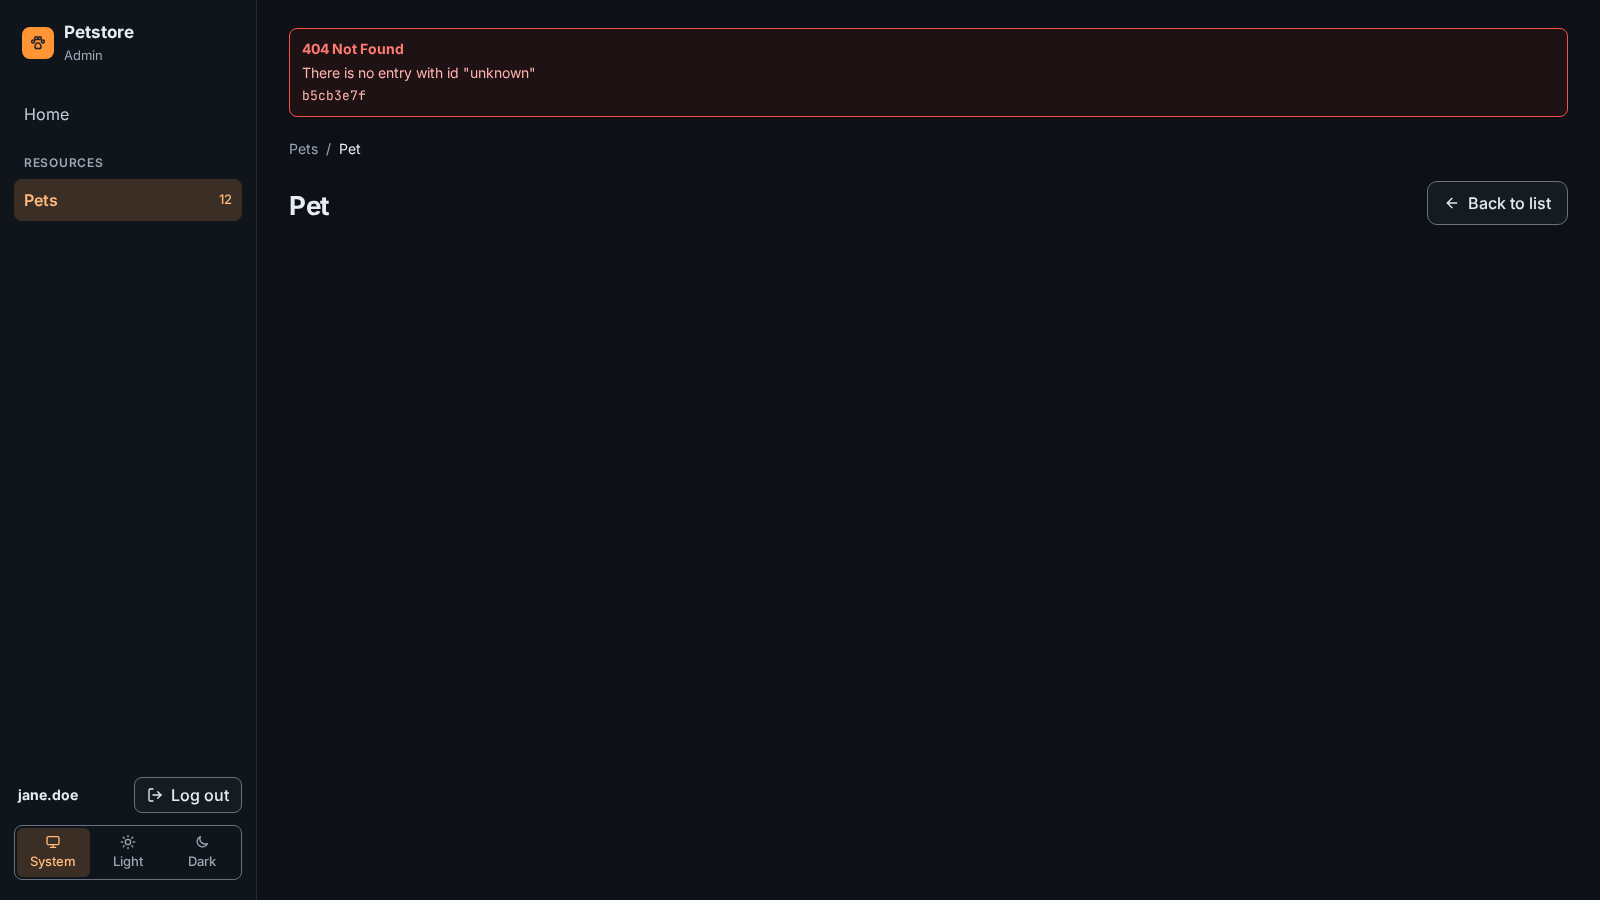 Petstore
Admin
Home
RESOURCES
Pets 12
jane.doe
Log out
System
Light
Dark
404 Not Found
There is no entry with id "unknown"
b5cb3e7f
Pets / Pet
Pet
Back to list